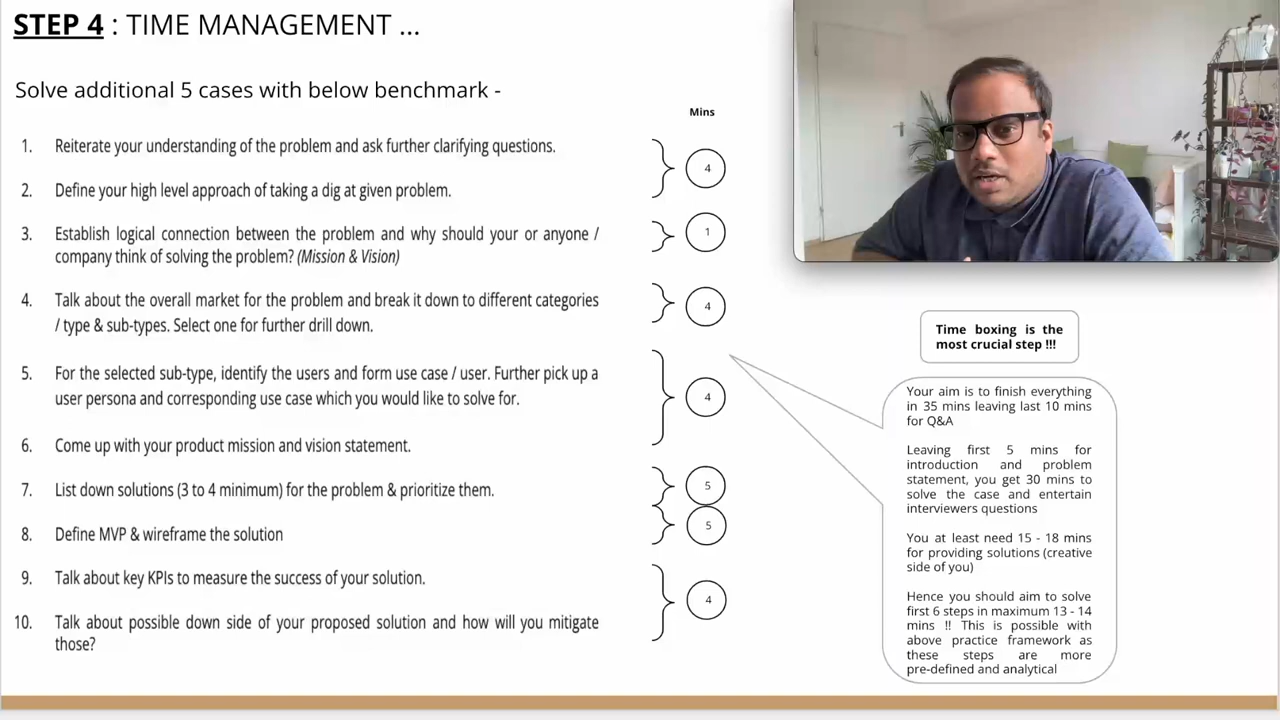 STEP 4 : TIME MANAGEMENT ...
Solve additional 5 cases with below benchmark -
Mins
1. Reiterate your understanding of the problem and ask further clarifying questions.
2. Define your high level approach of taking a dig at given problem.
4
3. Establish logical connection between the problem and why should your or anyone /
company think of solving the problem? (Mission & Vision)
1
4. Talk about the overall market for the problem and break it down to different categories
/ type & sub-types. Select one for further drill down.
4
5. For the selected sub-type, identify the users and form use case / user. Further pick up a
user persona and corresponding use case which you would like to solve for.
6. Come up with your product mission and vision statement.
4
7. List down solutions (3 to 4 minimum) for the problem & prioritize them.
5
8. Define MVP & wireframe the solution
5
9. Talk about key KPIs to measure the success of your solution.
10. Talk about possible down side of your proposed solution and how will you mitigate
those?
4
Time boxing is the
most crucial step !!!
Your aim is to finish everything
in 35 mins leaving last 10 mins
for Q&A
Leaving first 5 mins for
introduction and problem
statement, you get 30 mins to
solve the case and entertain
interviewers questions
You at least need 15 - 18 mins
for providing solutions (creative
side of you)
Hence you should aim to solve
first 6 steps in maximum 13 - 14
mins !! This is possible with
above practice framework as
these steps are more
pre-defined and analytical